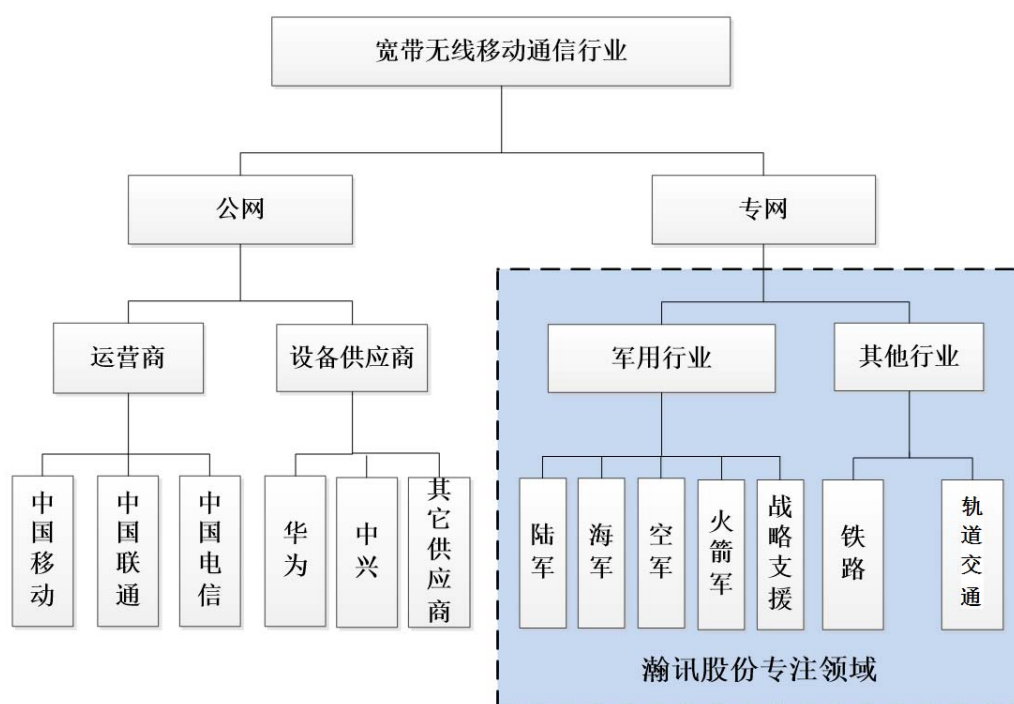 宽带无线移动通信行业
公网
专网
运营商
设备供应商
军用行业
其他行业
中国移动
中国联通
中国电信
华为
中兴
其它供应商
陆军
海军
空军
火箭军
战略支援
铁路
轨道交通
瀚讯股份专注领域